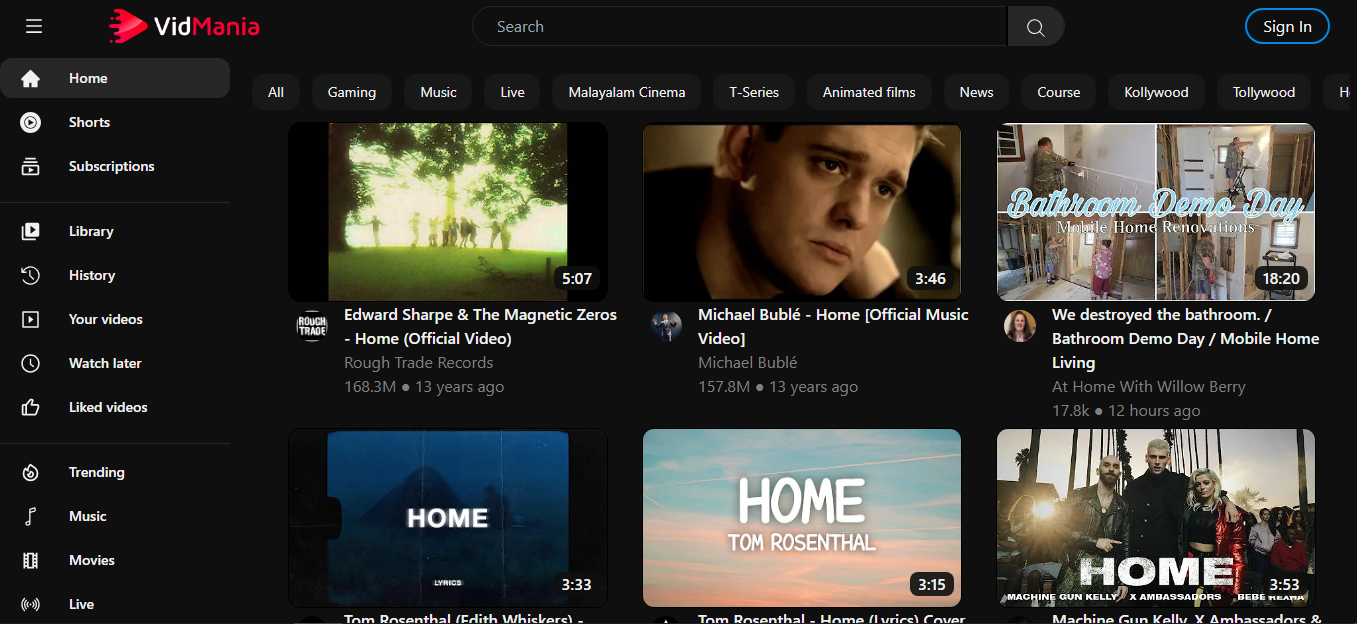 VidMania
Search
Sign In
Home
Shorts
Subscriptions
Library
History
Your videos
Watch later
Liked videos
Trending
Music
Movies
Live
All
Gaming
Music
Live
Malayalam Cinema
T-Series
Animated films
News
Course
Kollywood
Tollywood
5:07
ROUGH
TRADE
Edward Sharpe & The Magnetic Zeros
- Home (Official Video)
Rough Trade Records
168.3M ● 13 years ago
3:46
Michael Bublé - Home [Official Music
Video]
Michael Bublé
157.8M ● 13 years ago
Bathroom Demo Day
Mobile Home Renovations
18:20
We destroyed the bathroom. /
Bathroom Demo Day / Mobile Home
Living
At Home With Willow Berry
17.8k ● 12 hours ago
HOME
LYRICS
3:33
Tom Rosenthal (Edith Whiskers) -
HOME
TOM ROSENTHAL
3:15
Tom Rosenthal - Home (Lyrics) Cover
HOME
MACHINE GUN KELLY, X AMBASSADORS BEBE REXHA
3:53
Machine Gun Kelly, X Ambassadors &